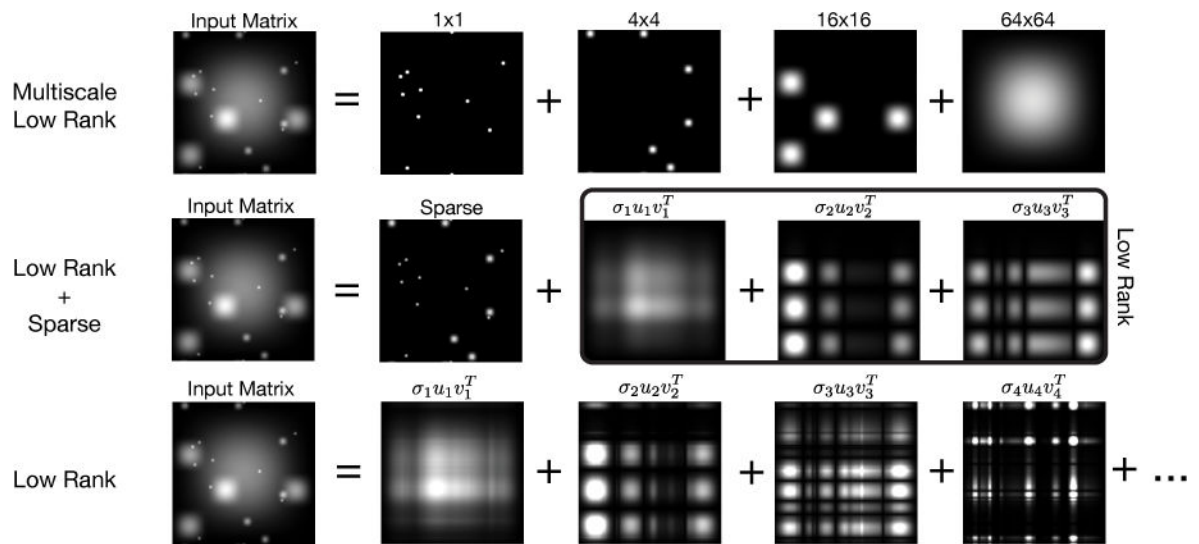 Input Matrix 1x1 4x4 16x16 64x64
Multiscale
Low Rank
= + + +
Input Matrix Sparse σ₁u₁v₁ᵀ σ₂u₂v₂ᵀ σ₃u₃v₃ᵀ
Low Rank
+
Sparse
= + + +
Low Rank
Input Matrix σ₁u₁v₁ᵀ σ₂u₂v₂ᵀ σ₃u₃v₃ᵀ σ₄u₄v₄ᵀ
Low Rank
= + + + + ...